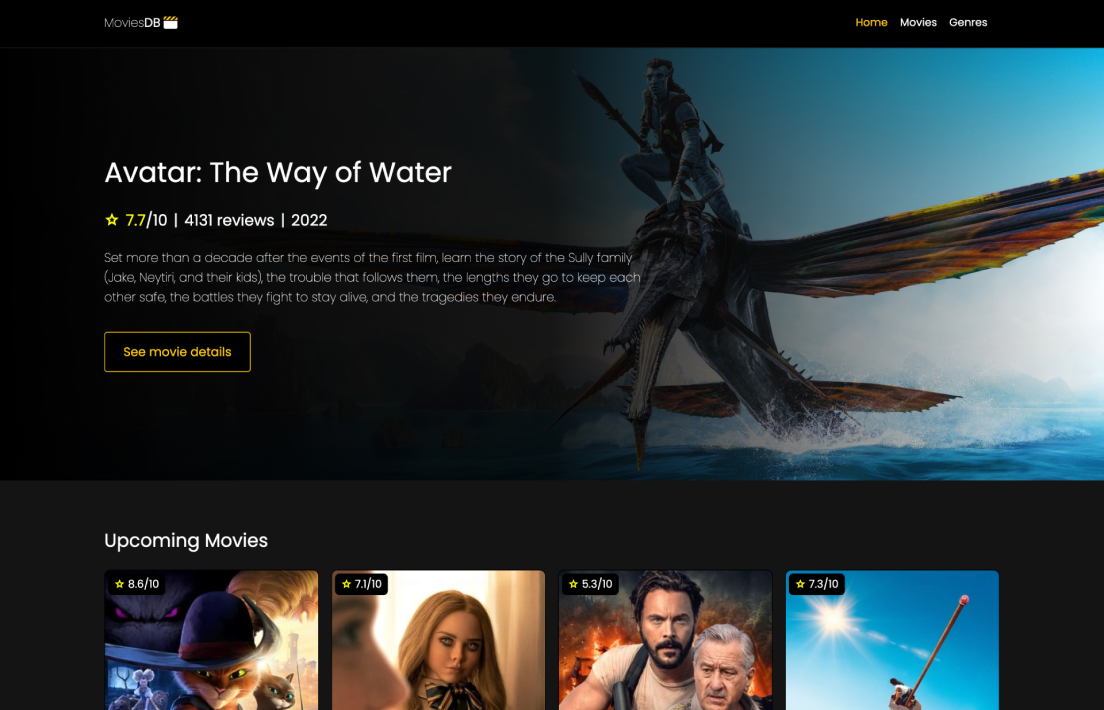 MoviesDB
Home Movies Genres
Avatar: The Way of Water
7.7/10 | 4131 reviews | 2022
Set more than a decade after the events of the first film, learn the story of the Sully family
(Jake, Neytiri, and their kids), the trouble that follows them, the lengths they go to keep each
other safe, the battles they fight to stay alive, and the tragedies they endure.
See movie details
Upcoming Movies
8.6/10 7.1/10 5.3/10 7.3/10